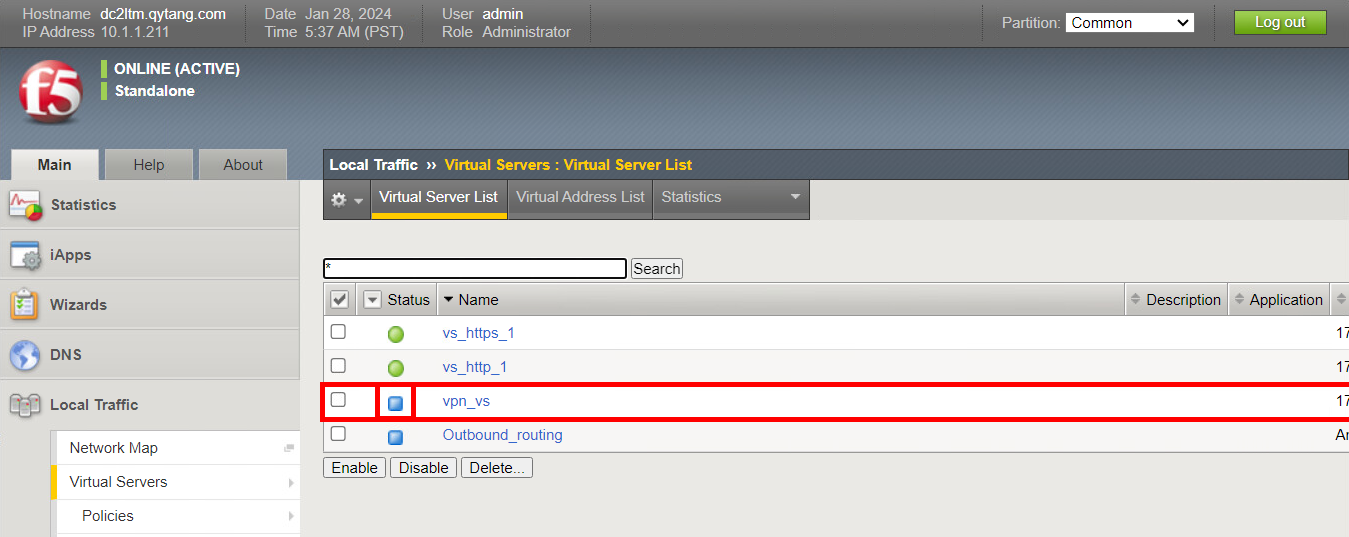 Hostname dc2ltm.qytang.com Date Jan 28, 2024 User admin
IP Address 10.1.1.211 Time 5:37 AM (PST) Role Administrator
Partition: Common Log out
f5
ONLINE (ACTIVE)
Standalone
Main Help About
Local Traffic ›› Virtual Servers : Virtual Server List
Virtual Server List Virtual Address List Statistics
Statistics
iApps
Wizards
DNS
Local Traffic
Network Map
Virtual Servers
Policies
* Search
Status Name Description Application
vs_https_1 17
vs_http_1 17
vpn_vs 17
Outbound_routing
Enable Disable Delete...